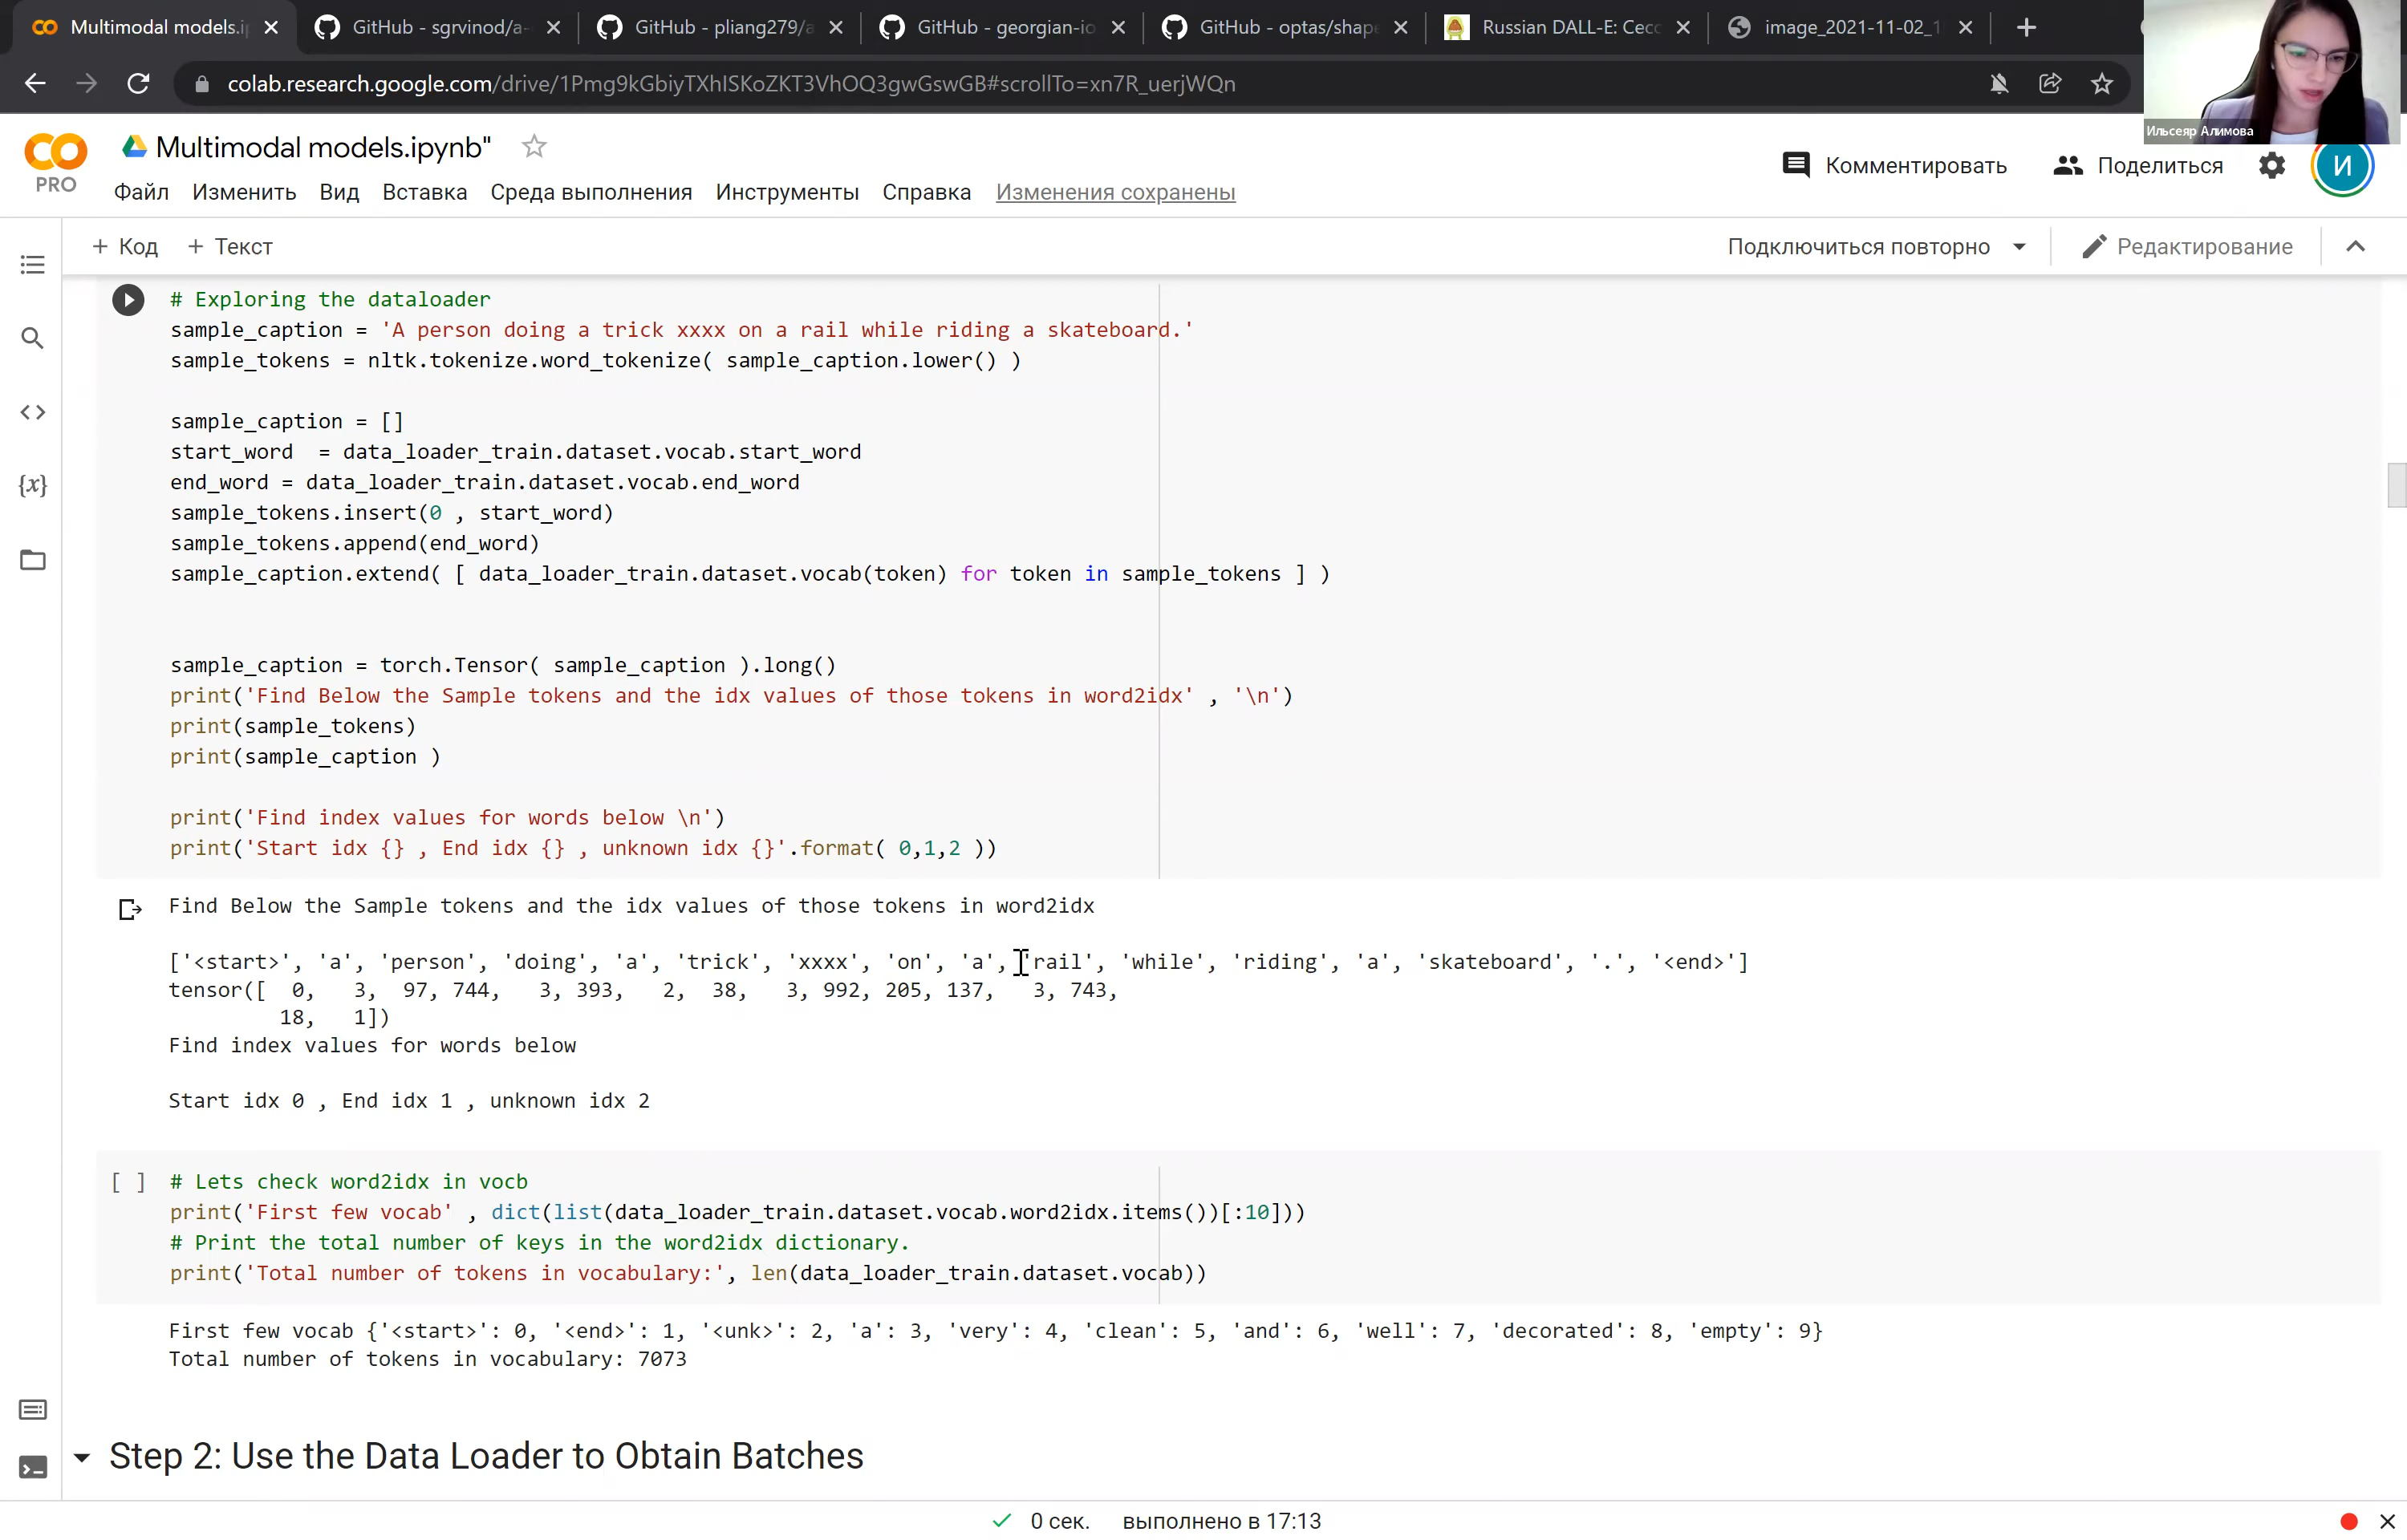 Multimodal models.i
GitHub - sgrvinod/a-
GitHub - pliang279/a
GitHub - georgian-io
GitHub - optas/shape
Russian DALL-E: Сесс
image_2021-11-02_1
colab.research.google.com/drive/1Pmg9kGbiyTXhISKoZKT3VhOQ3gwGswGB#scrollTo=xn7R_uerjWQn
Ильсеяр Алимова
PRO
Multimodal models.ipynb"
Комментировать
Поделиться
И
Файл Изменить Вид Вставка Среда выполнения Инструменты Справка Изменения сохранены
+ Код + Текст
Подключиться повторно
Редактирование
# Exploring the dataloader
sample_caption = 'A person doing a trick xxxx on a rail while riding a skateboard.'
sample_tokens = nltk.tokenize.word_tokenize( sample_caption.lower() )
sample_caption = []
start_word  = data_loader_train.dataset.vocab.start_word
end_word = data_loader_train.dataset.vocab.end_word
sample_tokens.insert(0 , start_word)
sample_tokens.append(end_word)
sample_caption.extend( [ data_loader_train.dataset.vocab(token) for token in sample_tokens ] )
sample_caption = torch.Tensor( sample_caption ).long()
print('Find Below the Sample tokens and the idx values of those tokens in word2idx' , '\n')
print(sample_tokens)
print(sample_caption )
print('Find index values for words below \n')
print('Start idx {} , End idx {} , unknown idx {}'.format( 0,1,2 ))
Find Below the Sample tokens and the idx values of those tokens in word2idx
['<start>', 'a', 'person', 'doing', 'a', 'trick', 'xxxx', 'on', 'a', 'rail', 'while', 'riding', 'a', 'skateboard', '.', '<end>']
tensor([  0,   3,  97, 744,   3, 393,   2,  38,   3, 992, 205, 137,   3, 743,
18,   1])
Find index values for words below
Start idx 0 , End idx 1 , unknown idx 2
[ ] # Lets check word2idx in vocb
print('First few vocab' , dict(list(data_loader_train.dataset.vocab.word2idx.items())[:10]))
# Print the total number of keys in the word2idx dictionary.
print('Total number of tokens in vocabulary:', len(data_loader_train.dataset.vocab))
First few vocab {'<start>': 0, '<end>': 1, '<unk>': 2, 'a': 3, 'very': 4, 'clean': 5, 'and': 6, 'well': 7, 'decorated': 8, 'empty': 9}
Total number of tokens in vocabulary: 7073
Step 2: Use the Data Loader to Obtain Batches
0 сек. выполнено в 17:13